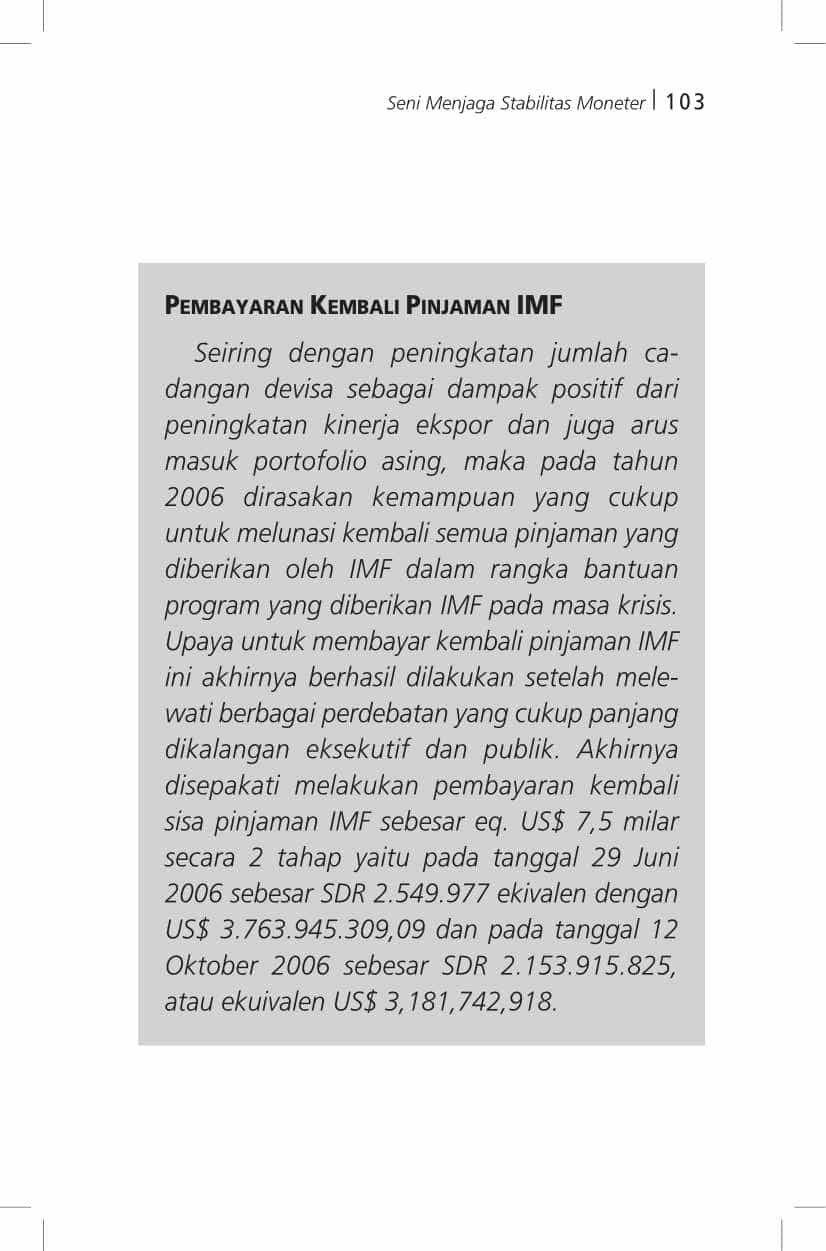 Seni Menjaga Stabilitas Moneter | 103
PEMBAYARAN KEMBALI PINJAMAN IMF
Seiring dengan peningkatan jumlah ca-
dangan devisa sebagai dampak positif dari
peningkatan kinerja ekspor dan juga arus
masuk portofolio asing, maka pada tahun
2006 dirasakan kemampuan yang cukup
untuk melunasi kembali semua pinjaman yang
diberikan oleh IMF dalam rangka bantuan
program yang diberikan IMF pada masa krisis.
Upaya untuk membayar kembali pinjaman IMF
ini akhirnya berhasil dilakukan setelah mele-
wati berbagai perdebatan yang cukup panjang
dikalangan eksekutif dan publik. Akhirnya
disepakati melakukan pembayaran kembali
sisa pinjaman IMF sebesar eq. US$ 7,5 milar
secara 2 tahap yaitu pada tanggal 29 Juni
2006 sebesar SDR 2.549.977 ekivalen dengan
US$ 3.763.945.309,09 dan pada tanggal 12
Oktober 2006 sebesar SDR 2.153.915.825,
atau ekuivalen US$ 3,181,742,918.